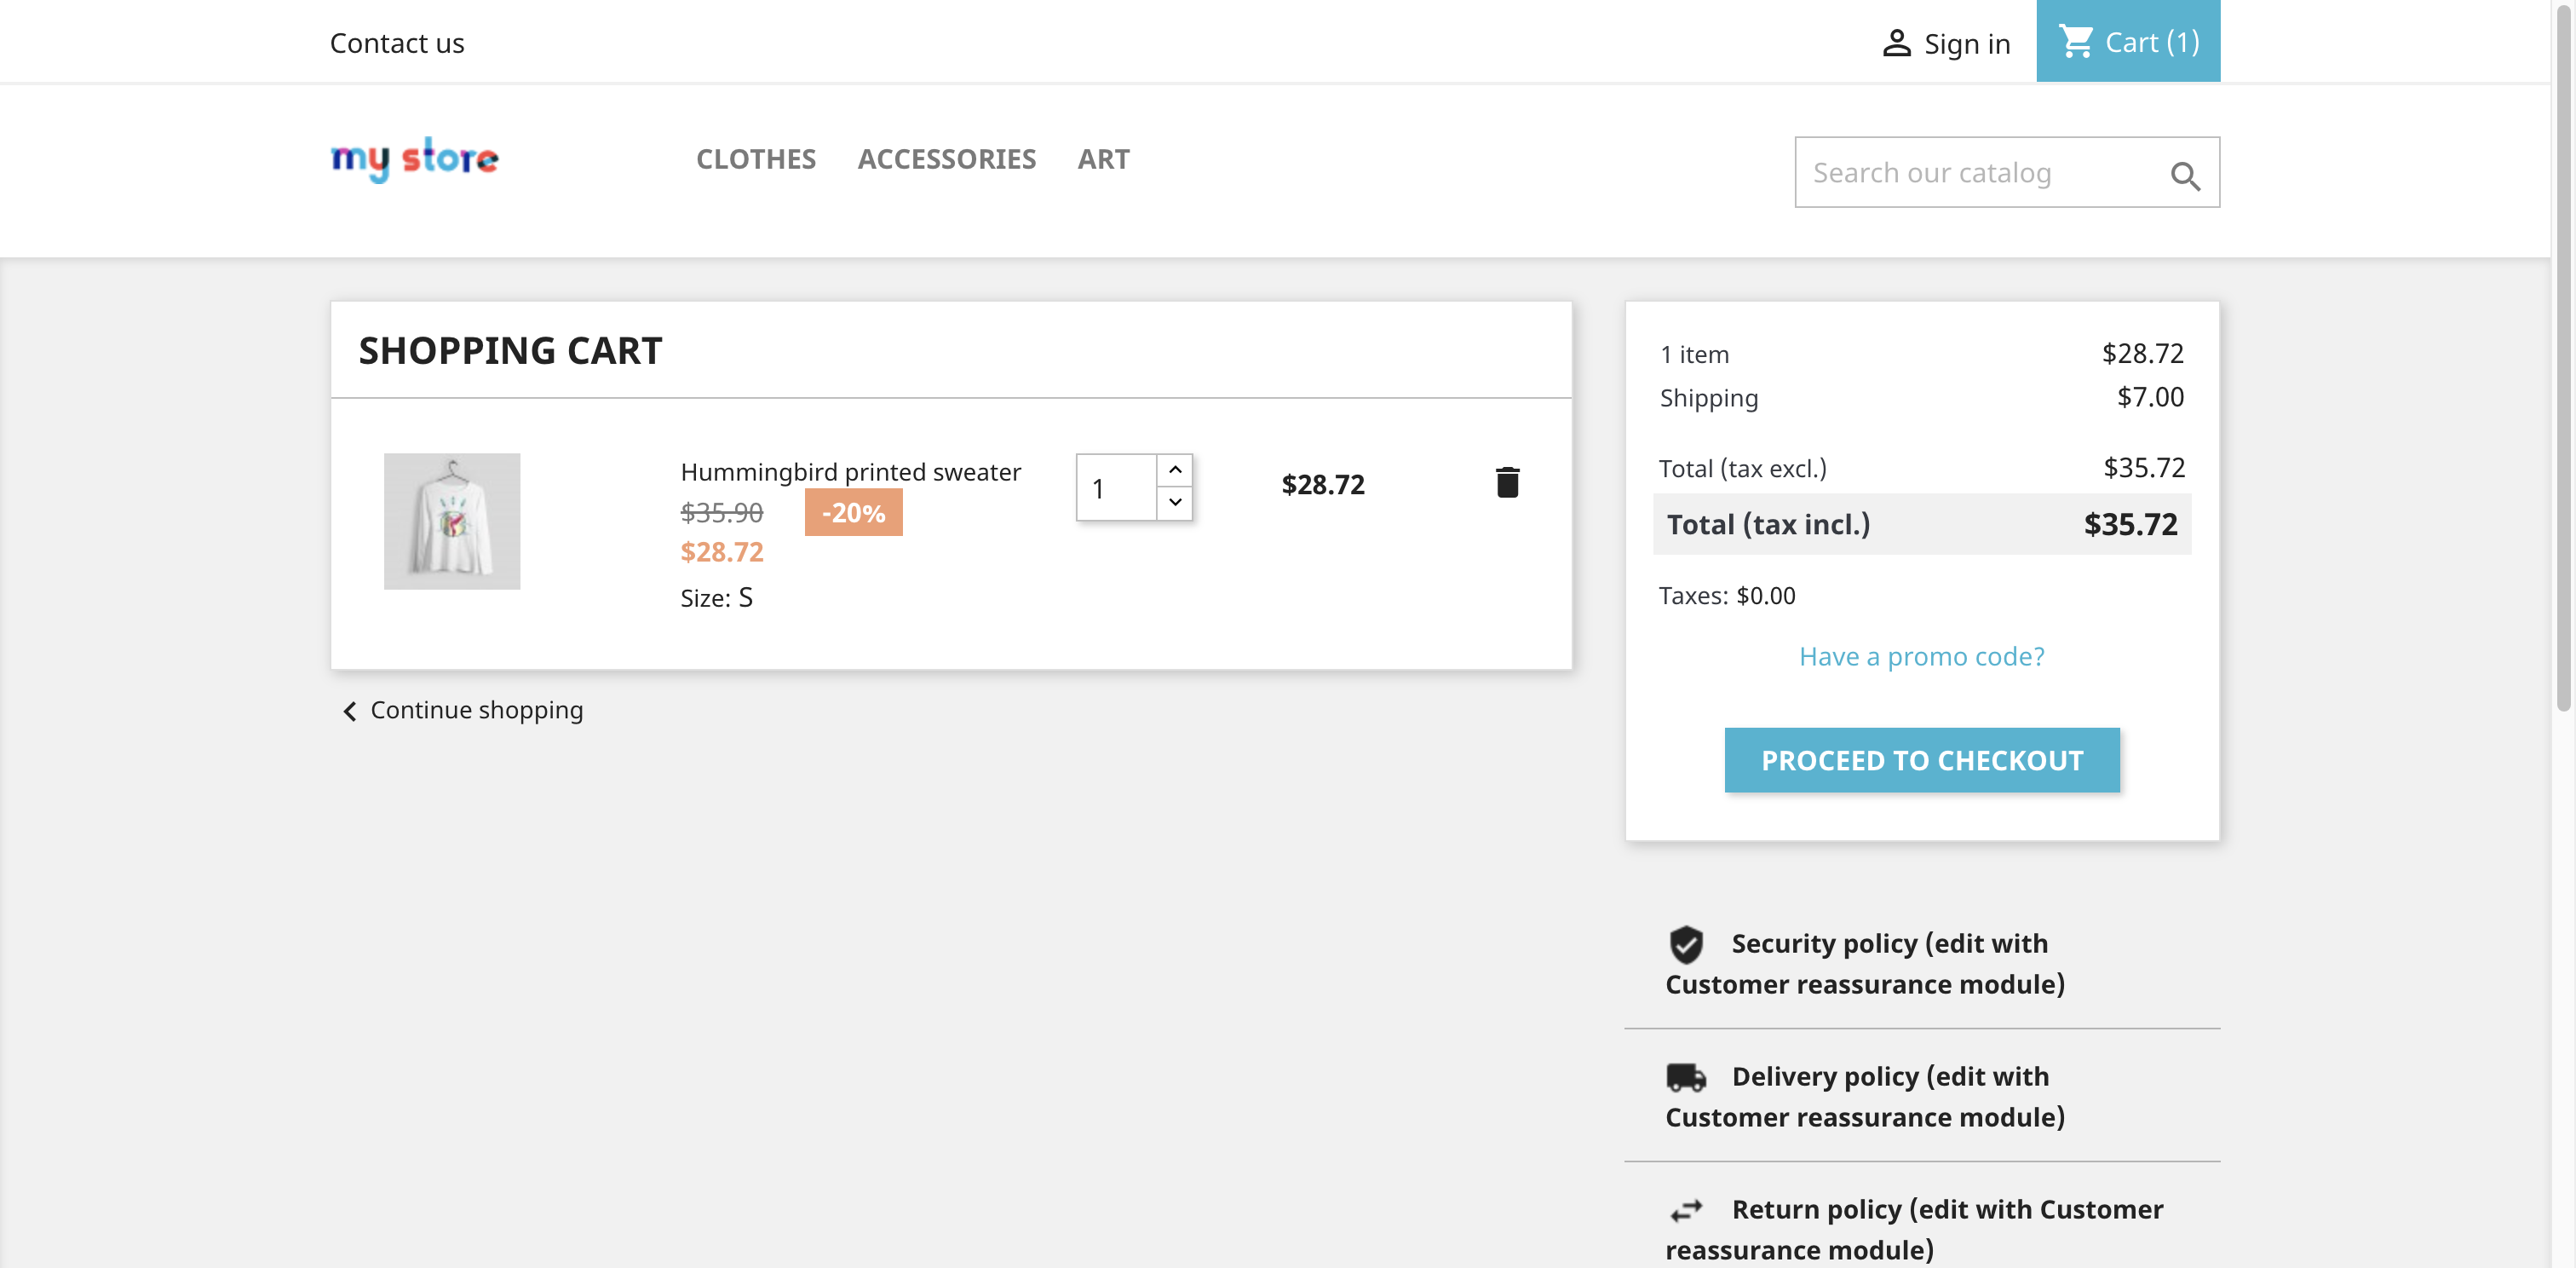 Contact us
Sign in
Cart (1)
my store
CLOTHES ACCESSORIES ART
Search our catalog
SHOPPING CART
Hummingbird printed sweater
$35.90 -20%
$28.72
Size: S
1
$28.72
Continue shopping
1 item $28.72
Shipping $7.00
Total (tax excl.) $35.72
Total (tax incl.) $35.72
Taxes: $0.00
Have a promo code?
PROCEED TO CHECKOUT
Security policy (edit with
Customer reassurance module)
Delivery policy (edit with
Customer reassurance module)
Return policy (edit with Customer
reassurance module)